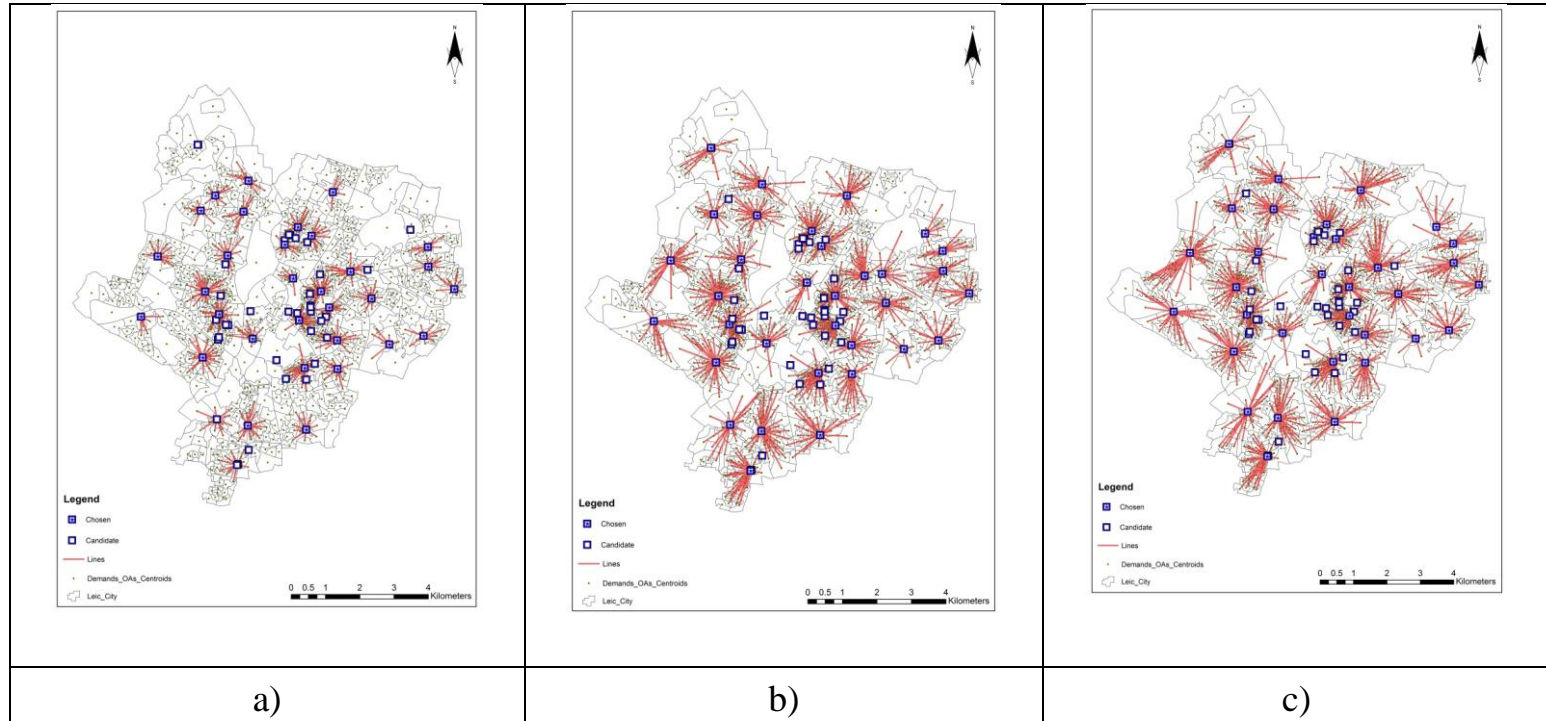 N
S
Legend
Chosen
Candidate
Lines
Demands_OAs_Centroids
Leic_City
0 0.5 1 2 3 4
Kilometers
N
S
Legend
Chosen
Candidate
Lines
Demands_OAs_Centroids
Leic_City
0 0.5 1 2 3 4
Kilometers
N
S
Legend
Chosen
Candidate
Lines
Demands_OAs_Centroids
Leic_City
0 0.5 1 2 3 4
Kilometers
a) b) c)